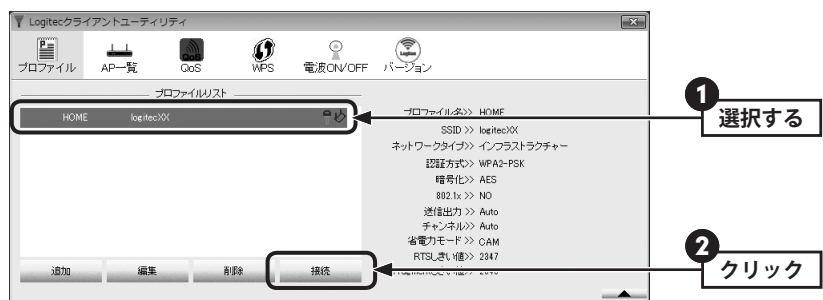 Logitecクライアントユーティリティ
プロファイル AP一覧 QoS WPS 電波ON/OFF バージョン
プロファイルリスト
HOME logitecXX
プロファイル名>> HOME
SSID >> logitecXX
ネットワークタイプ>> インフラストラクチャー
認証方式>> WPA2-PSK
暗号化>> AES
802.1x >> NO
送信出力 >> Auto
チャンネル>> Auto
省電力モード >> CAM
RTSしきい値>> 2347
追加 編集 削除 接続
1
選択する
2
クリック